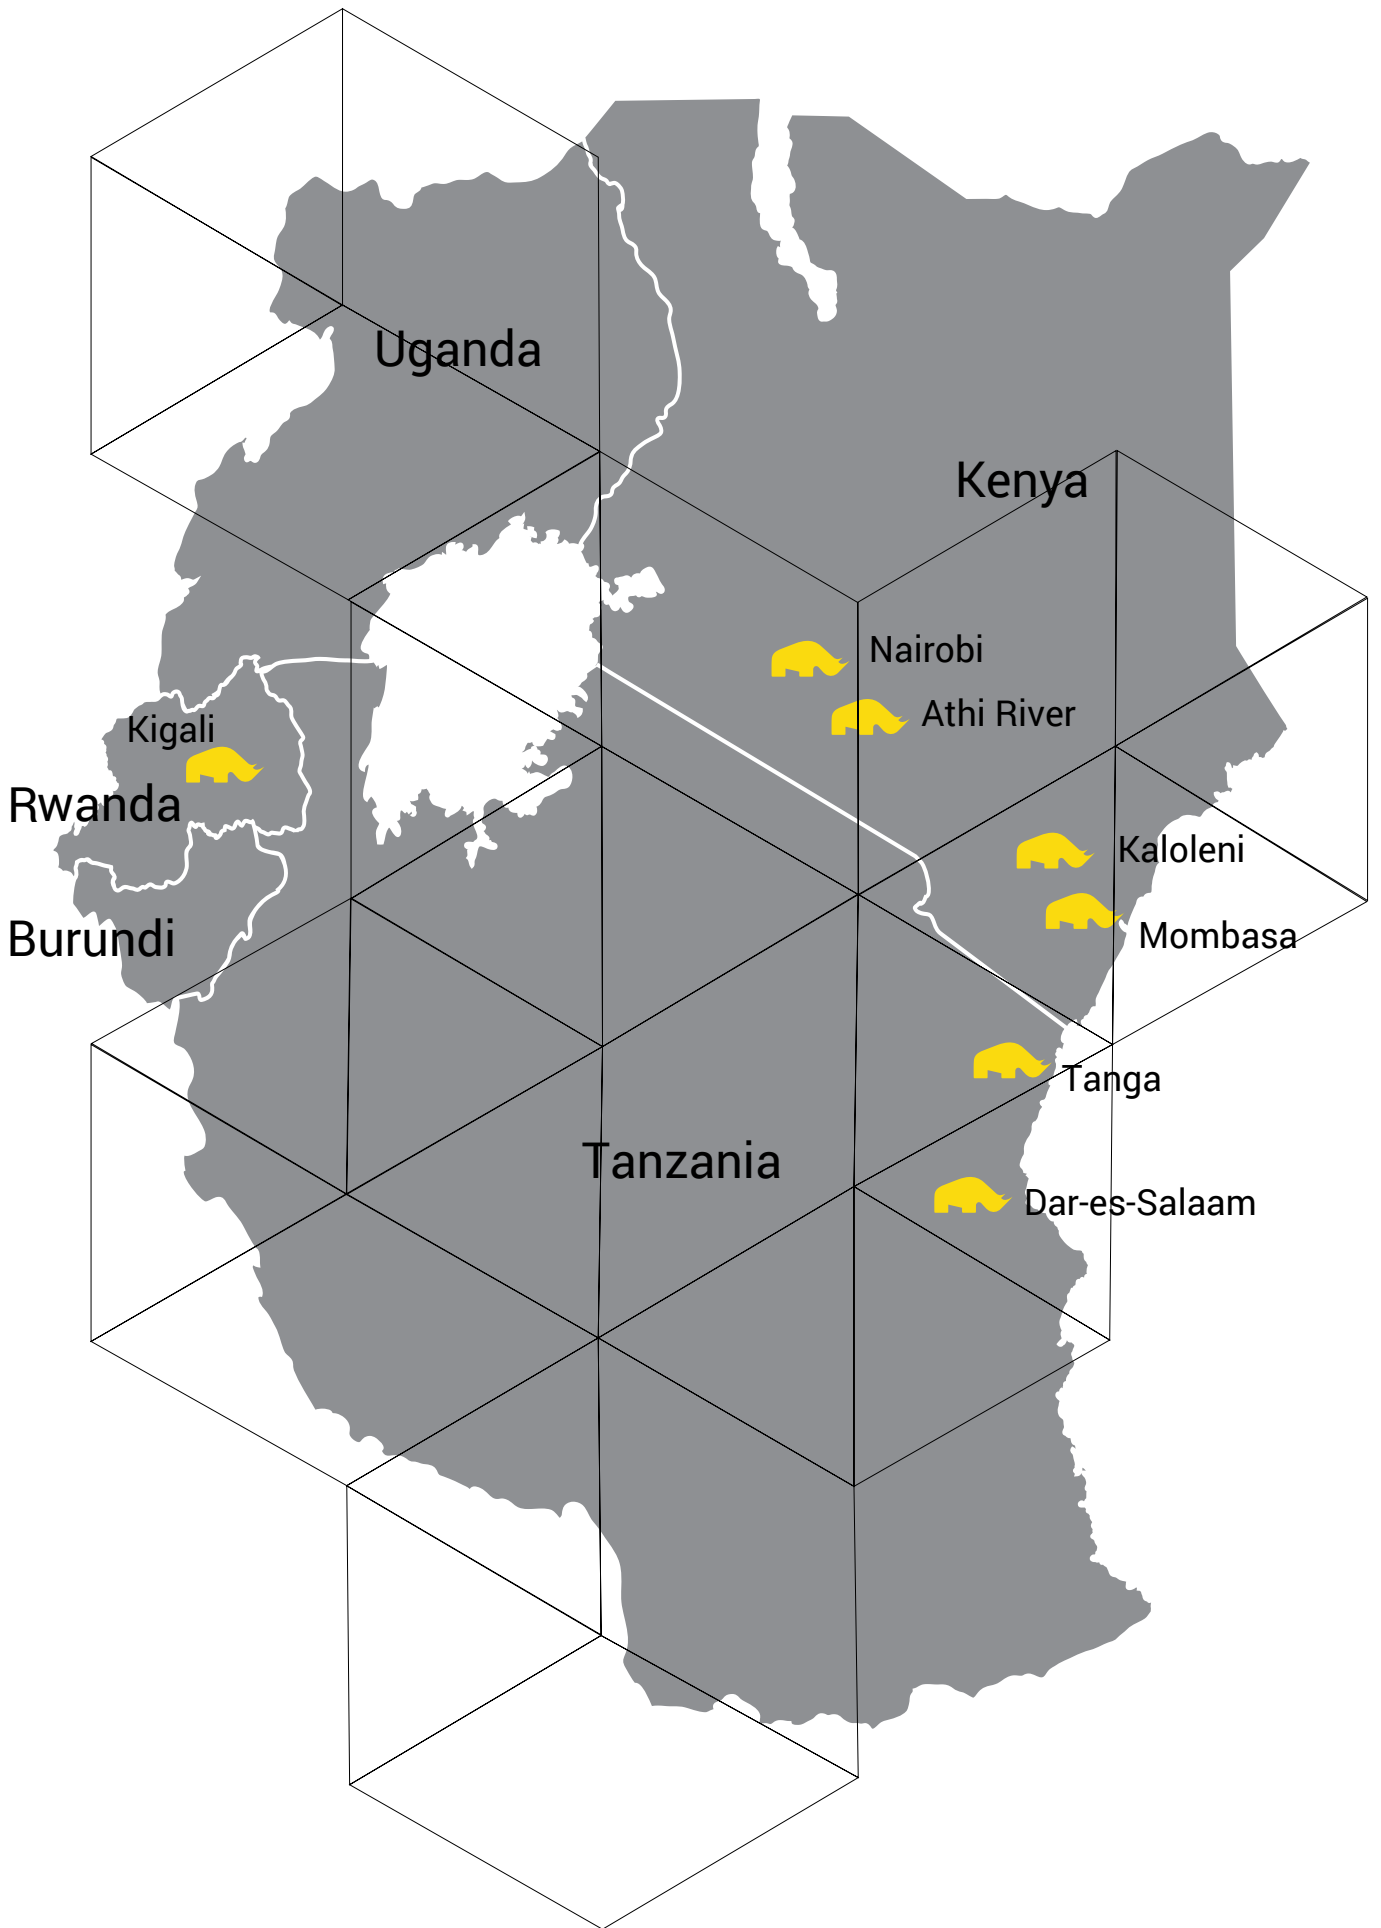 Uganda
Kenya
Nairobi
Athi River
Kigali
Rwanda
Kaloleni
Burundi
Mombasa
Tanga
Tanzania
Dar-es-Salaam